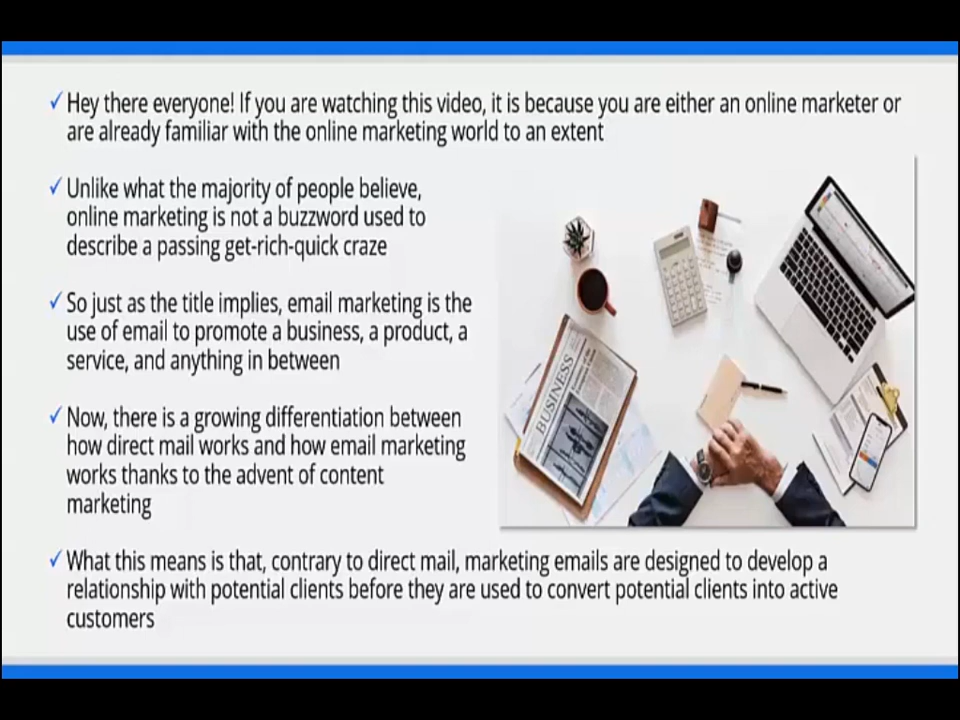 Hey there everyone! If you are watching this video, it is because you are either an online marketer or
are already familiar with the online marketing world to an extent
Unlike what the majority of people believe,
online marketing is not a buzzword used to
describe a passing get-rich-quick craze
So just as the title implies, email marketing is the
use of email to promote a business, a product, a
service, and anything in between
Now, there is a growing differentiation between
how direct mail works and how email marketing
works thanks to the advent of content
marketing
What this means is that, contrary to direct mail, marketing emails are designed to develop a
relationship with potential clients before they are used to convert potential clients into active
customers
BUSINESS